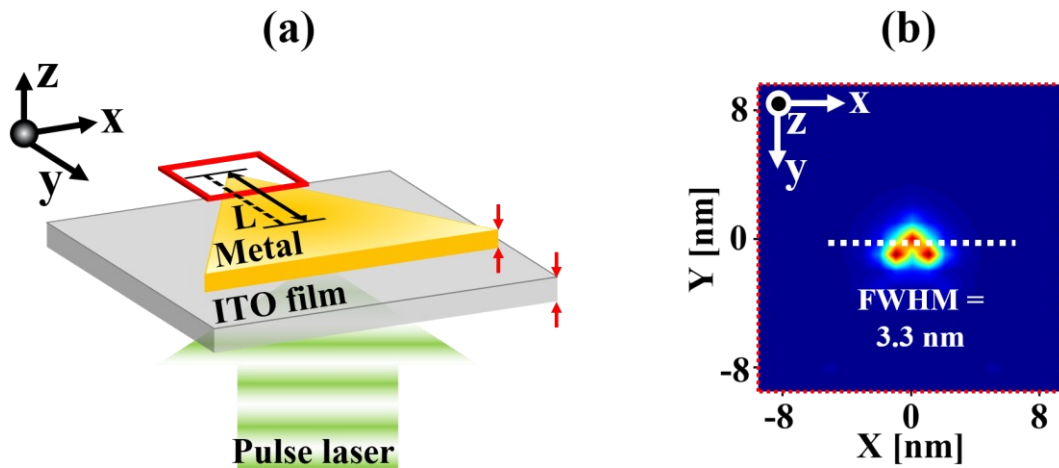 (a)
z
x
y
L
Metal
ITO film
Pulse laser
(b)
8
0
-8
Y [nm]
z
x
y
FWHM =
3.3 nm
-8
0
8
X [nm]